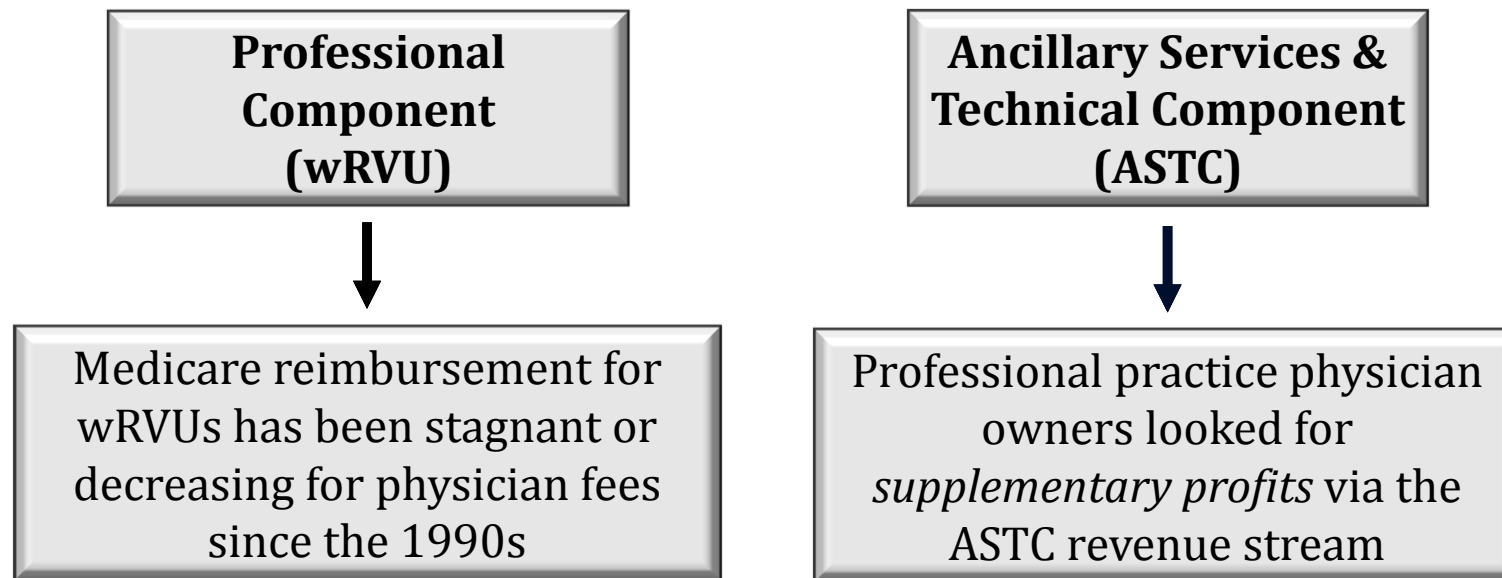 Professional
Component
(wRVU)
Medicare reimbursement for
wRVUs has been stagnant or
decreasing for physician fees
since the 1990s
Ancillary Services &
Technical Component
(ASTC)
Professional practice physician
owners looked for
supplementary profits via the
ASTC revenue stream